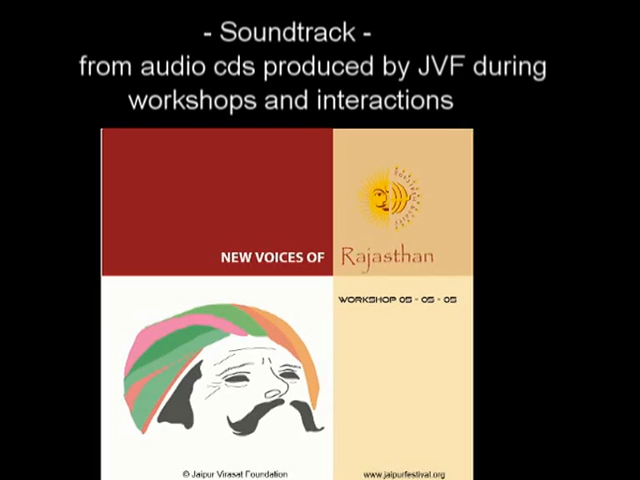 - Soundtrack -
from audio cds produced by JVF during
workshops and interactions
NEW VOICES OF Rajasthan
WORKSHOP 05 - 05 - 05
© Jaipur Virasat Foundation
www.jaipurfestival.org